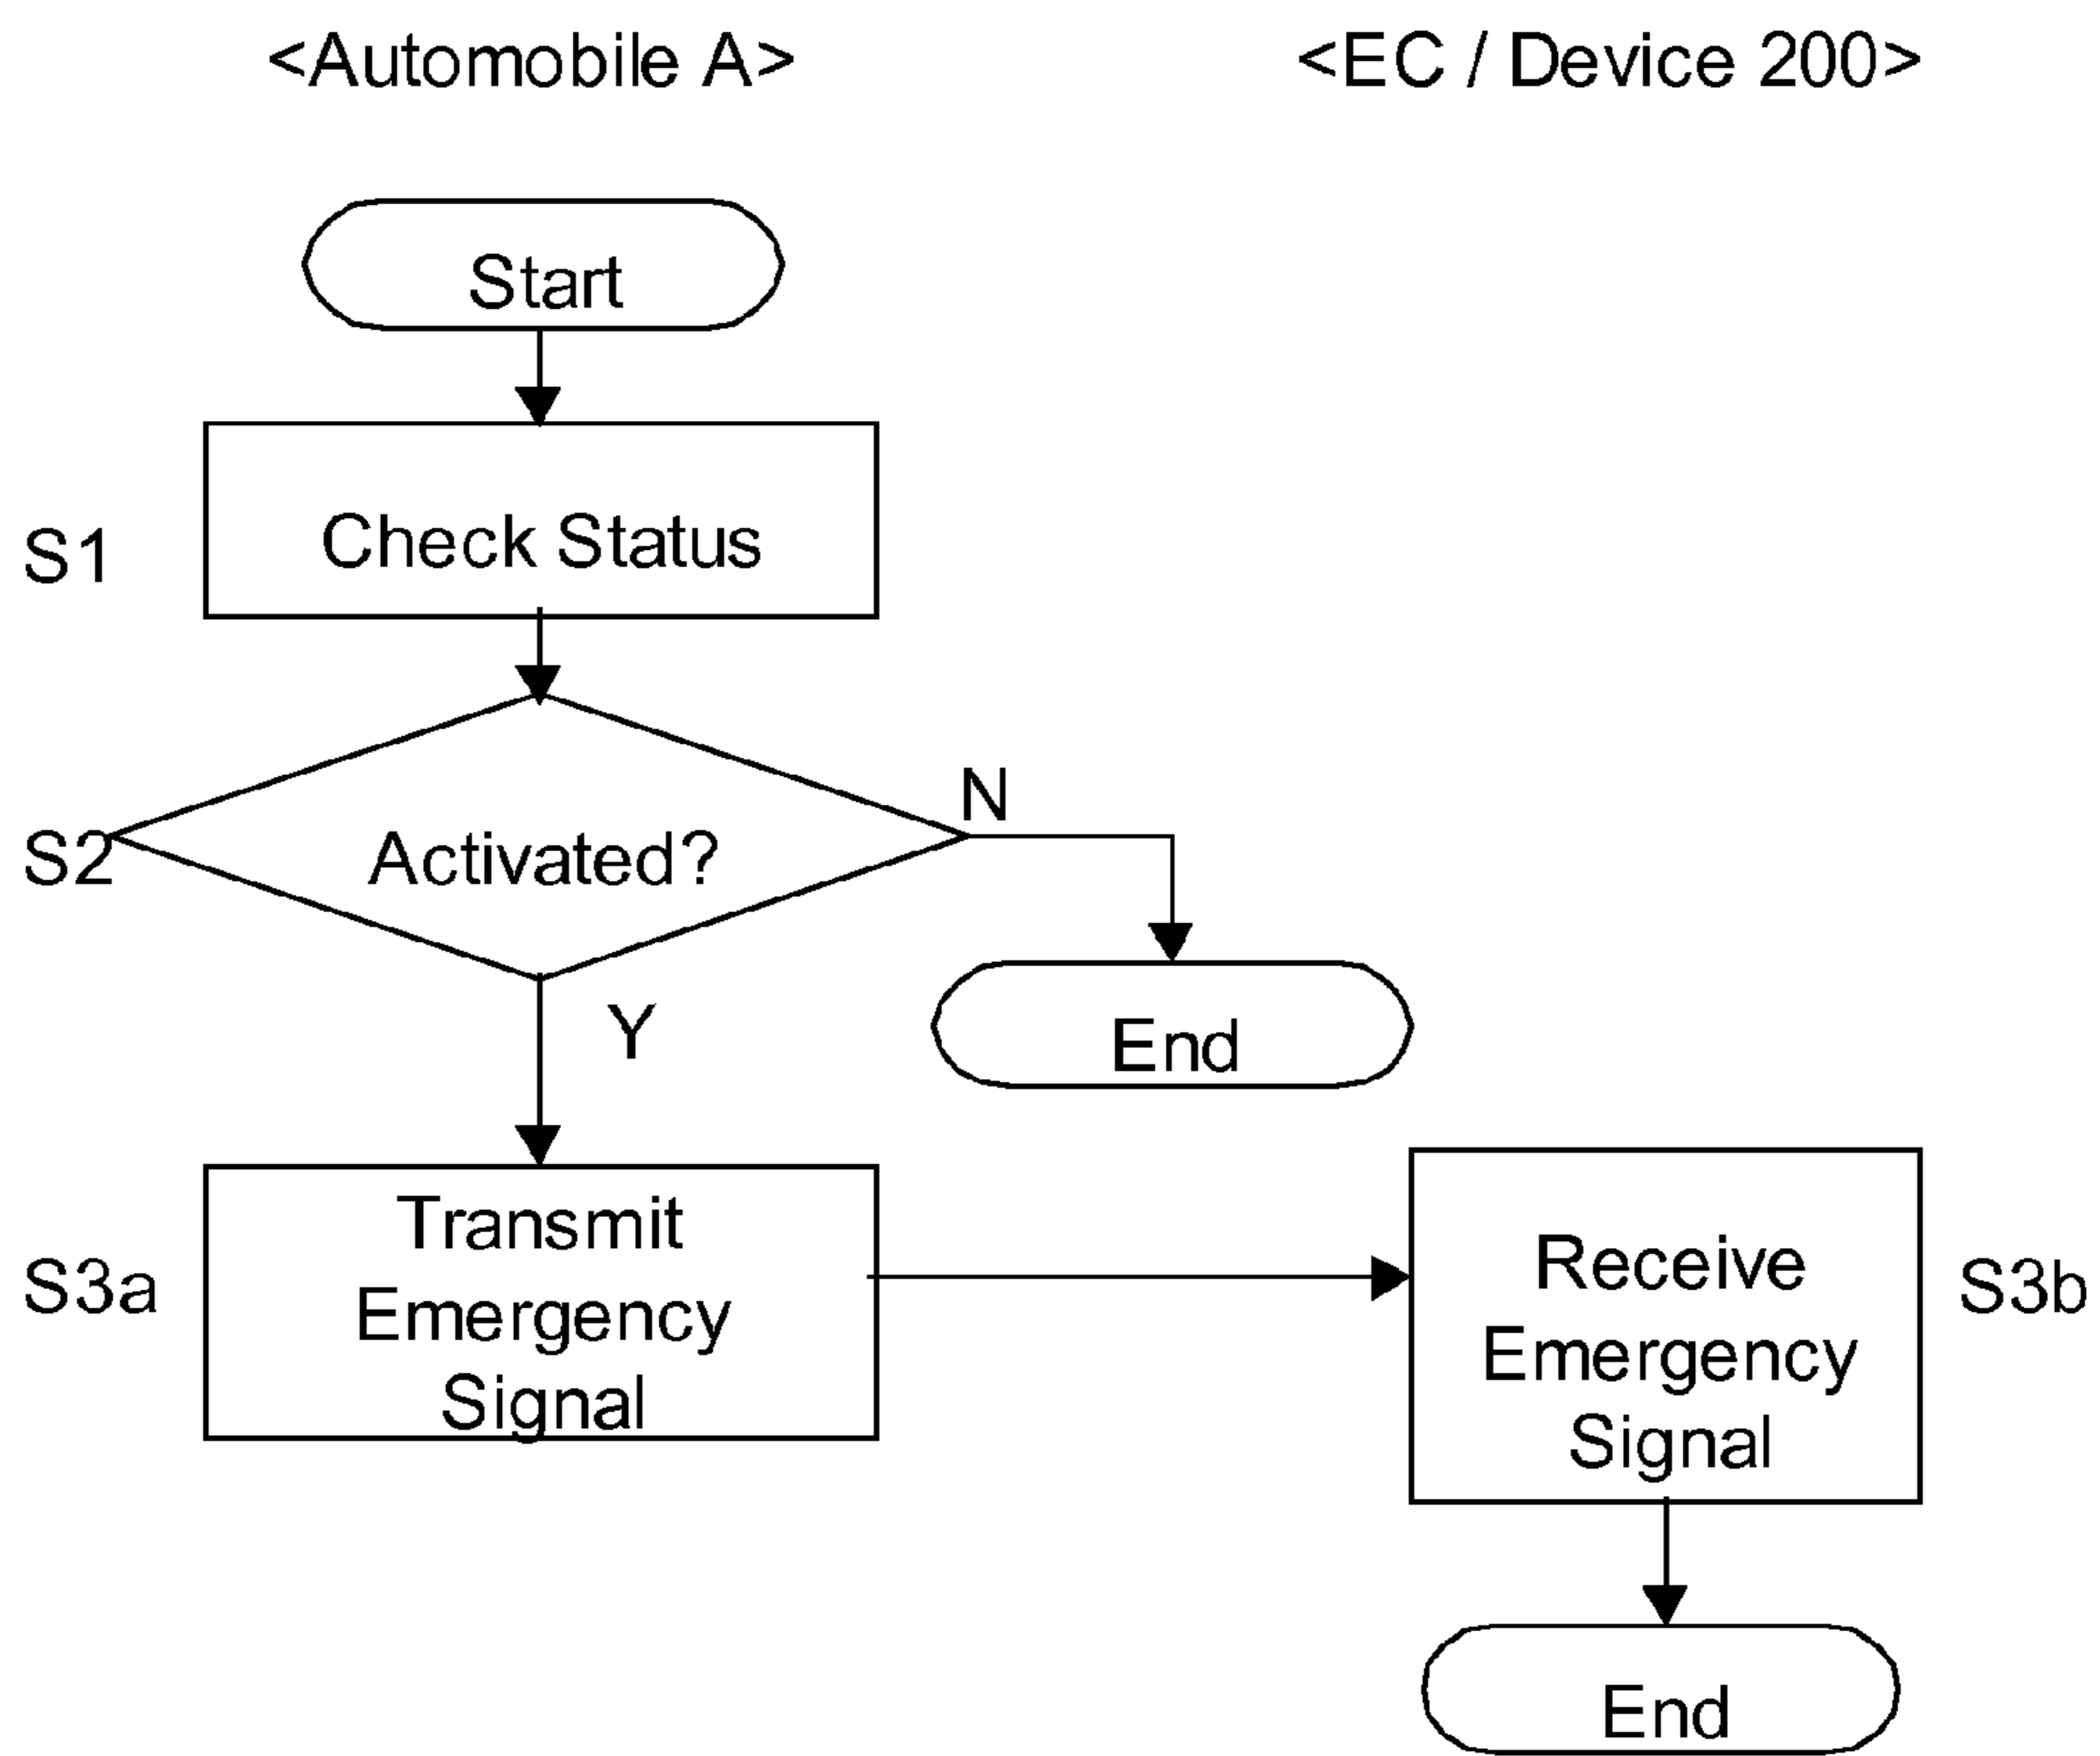 <Automobile A>
<EC / Device 200>
Start
S1
Check Status
S2
Activated?
N
Y
End
S3a
Transmit
Emergency
Signal
Receive
Emergency
Signal
S3b
End